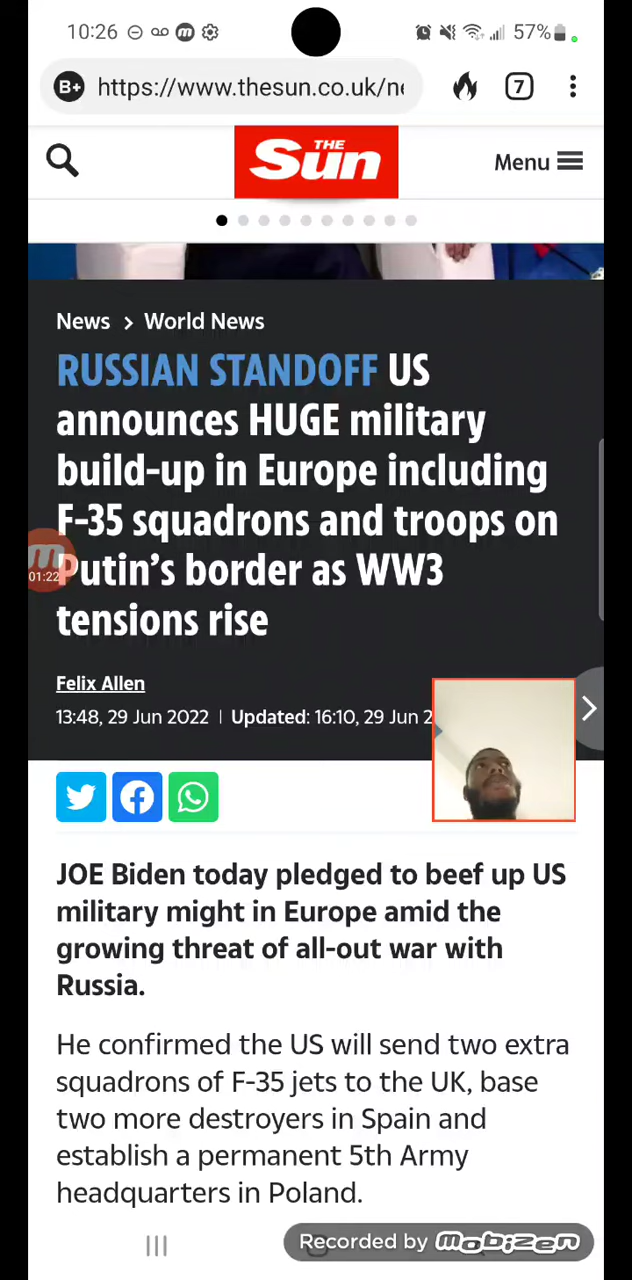 10:26
57%
B+ https://www.thesun.co.uk/ne
7
THE
Sun
Menu
News > World News
RUSSIAN STANDOFF US
announces HUGE military
build-up in Europe including
F-35 squadrons and troops on
Putin's border as WW3
tensions rise
01:22
Felix Allen
13:48, 29 Jun 2022 | Updated: 16:10, 29 Jun 2
JOE Biden today pledged to beef up US
military might in Europe amid the
growing threat of all-out war with
Russia.
He confirmed the US will send two extra
squadrons of F-35 jets to the UK, base
two more destroyers in Spain and
establish a permanent 5th Army
headquarters in Poland.
Recorded by mobizen